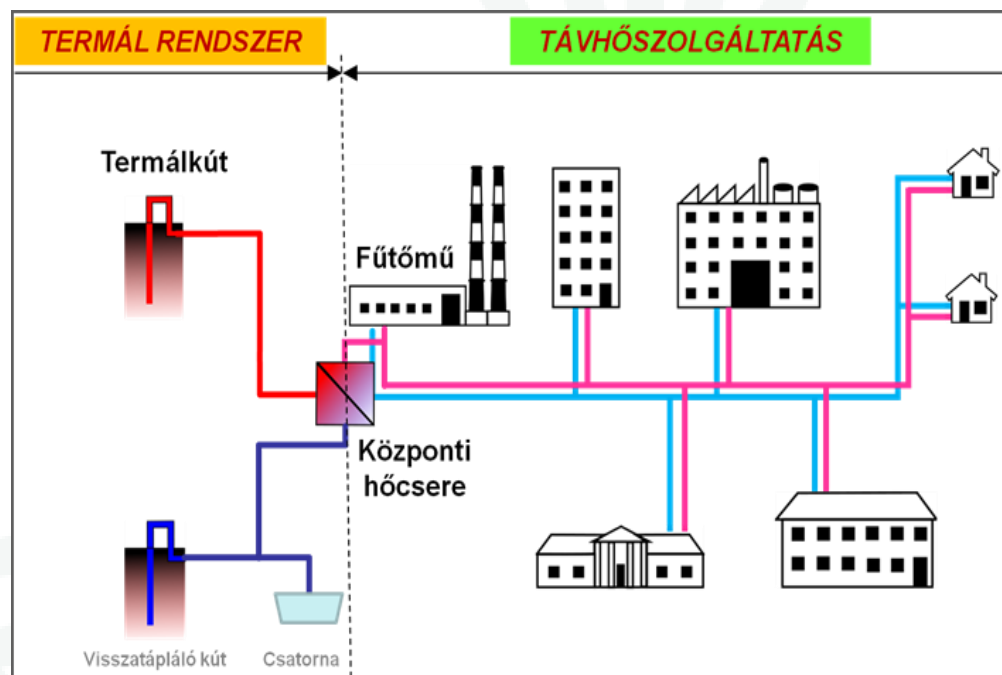 TERMÁL RENDSZER
TÁVHŐSZOLGÁLTATÁS
Termálkút
Fűtőmű
Központi
hőcsere
Visszatápláló kút
Csatorna